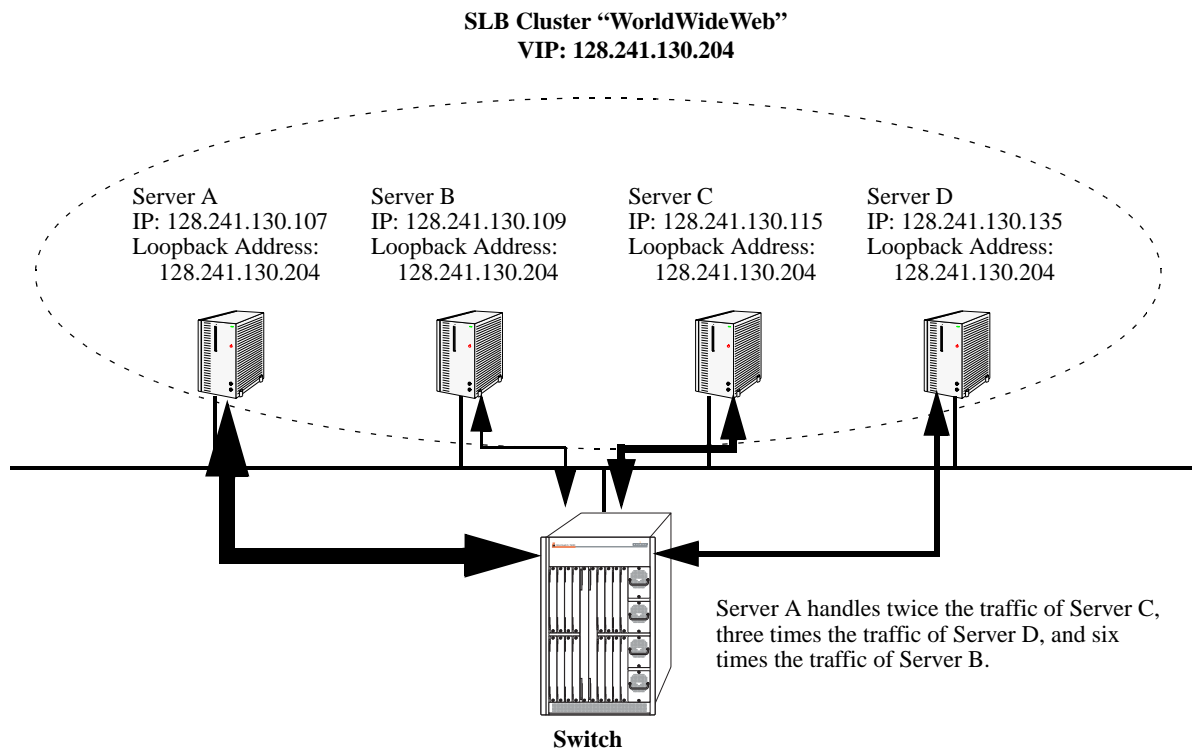 SLB Cluster “WorldWideWeb”
VIP: 128.241.130.204
Server A
IP: 128.241.130.107
Loopback Address:
128.241.130.204
Server B
IP: 128.241.130.109
Loopback Address:
128.241.130.204
Server C
IP: 128.241.130.115
Loopback Address:
128.241.130.204
Server D
IP: 128.241.130.135
Loopback Address:
128.241.130.204
Server A handles twice the traffic of Server C,
three times the traffic of Server D, and six
times the traffic of Server B.
Switch